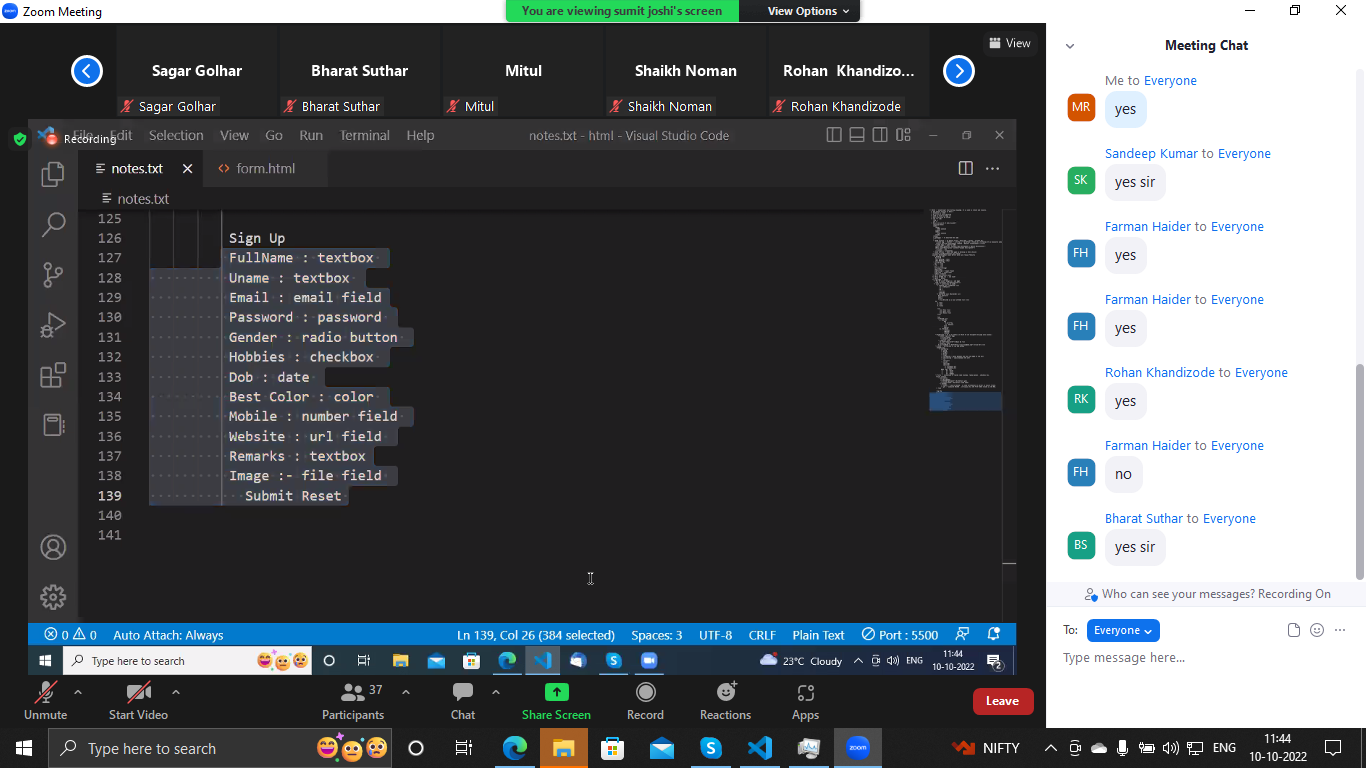 Zoom Meeting
You are viewing sumit joshi's screen
View Options
View
Sagar Golhar
Bharat Suthar
Mitul
Shaikh Noman
Rohan Khandizo...
Sagar Golhar
Bharat Suthar
Mitul
Shaikh Noman
Rohan Khandizode
Recording
File Edit Selection View Go Run Terminal Help
notes.txt - html - Visual Studio Code
notes.txt
form.html
notes.txt
125
126 Sign Up
127 FullName : textbox
128 Uname : textbox
129 Email : email field
130 Password : password
131 Gender : radio button
132 Hobbies : checkbox
133 Dob : date
134 Best Color : color
135 Mobile : number field
136 Website : url field
137 Remarks : textbox
138 Image :- file field
139 Submit Reset
140
141
0 0 Auto Attach: Always
Ln 139, Col 26 (384 selected) Spaces: 3 UTF-8 CRLF Plain Text Port : 5500
Type here to search
23°C Cloudy
ENG
11:44
10-10-2022
2
Unmute
Start Video
Participants
37
Chat
Share Screen
Record
Reactions
Apps
Leave
Meeting Chat
Me to Everyone
MR
yes
Sandeep Kumar to Everyone
SK
yes sir
Farman Haider to Everyone
FH
yes
Farman Haider to Everyone
FH
yes
Rohan Khandizode to Everyone
RK
yes
Farman Haider to Everyone
FH
no
Bharat Suthar to Everyone
BS
yes sir
Who can see your messages? Recording On
To: Everyone
Type message here...
Type here to search
zoom
NIFTY
ENG
11:44
10-10-2022